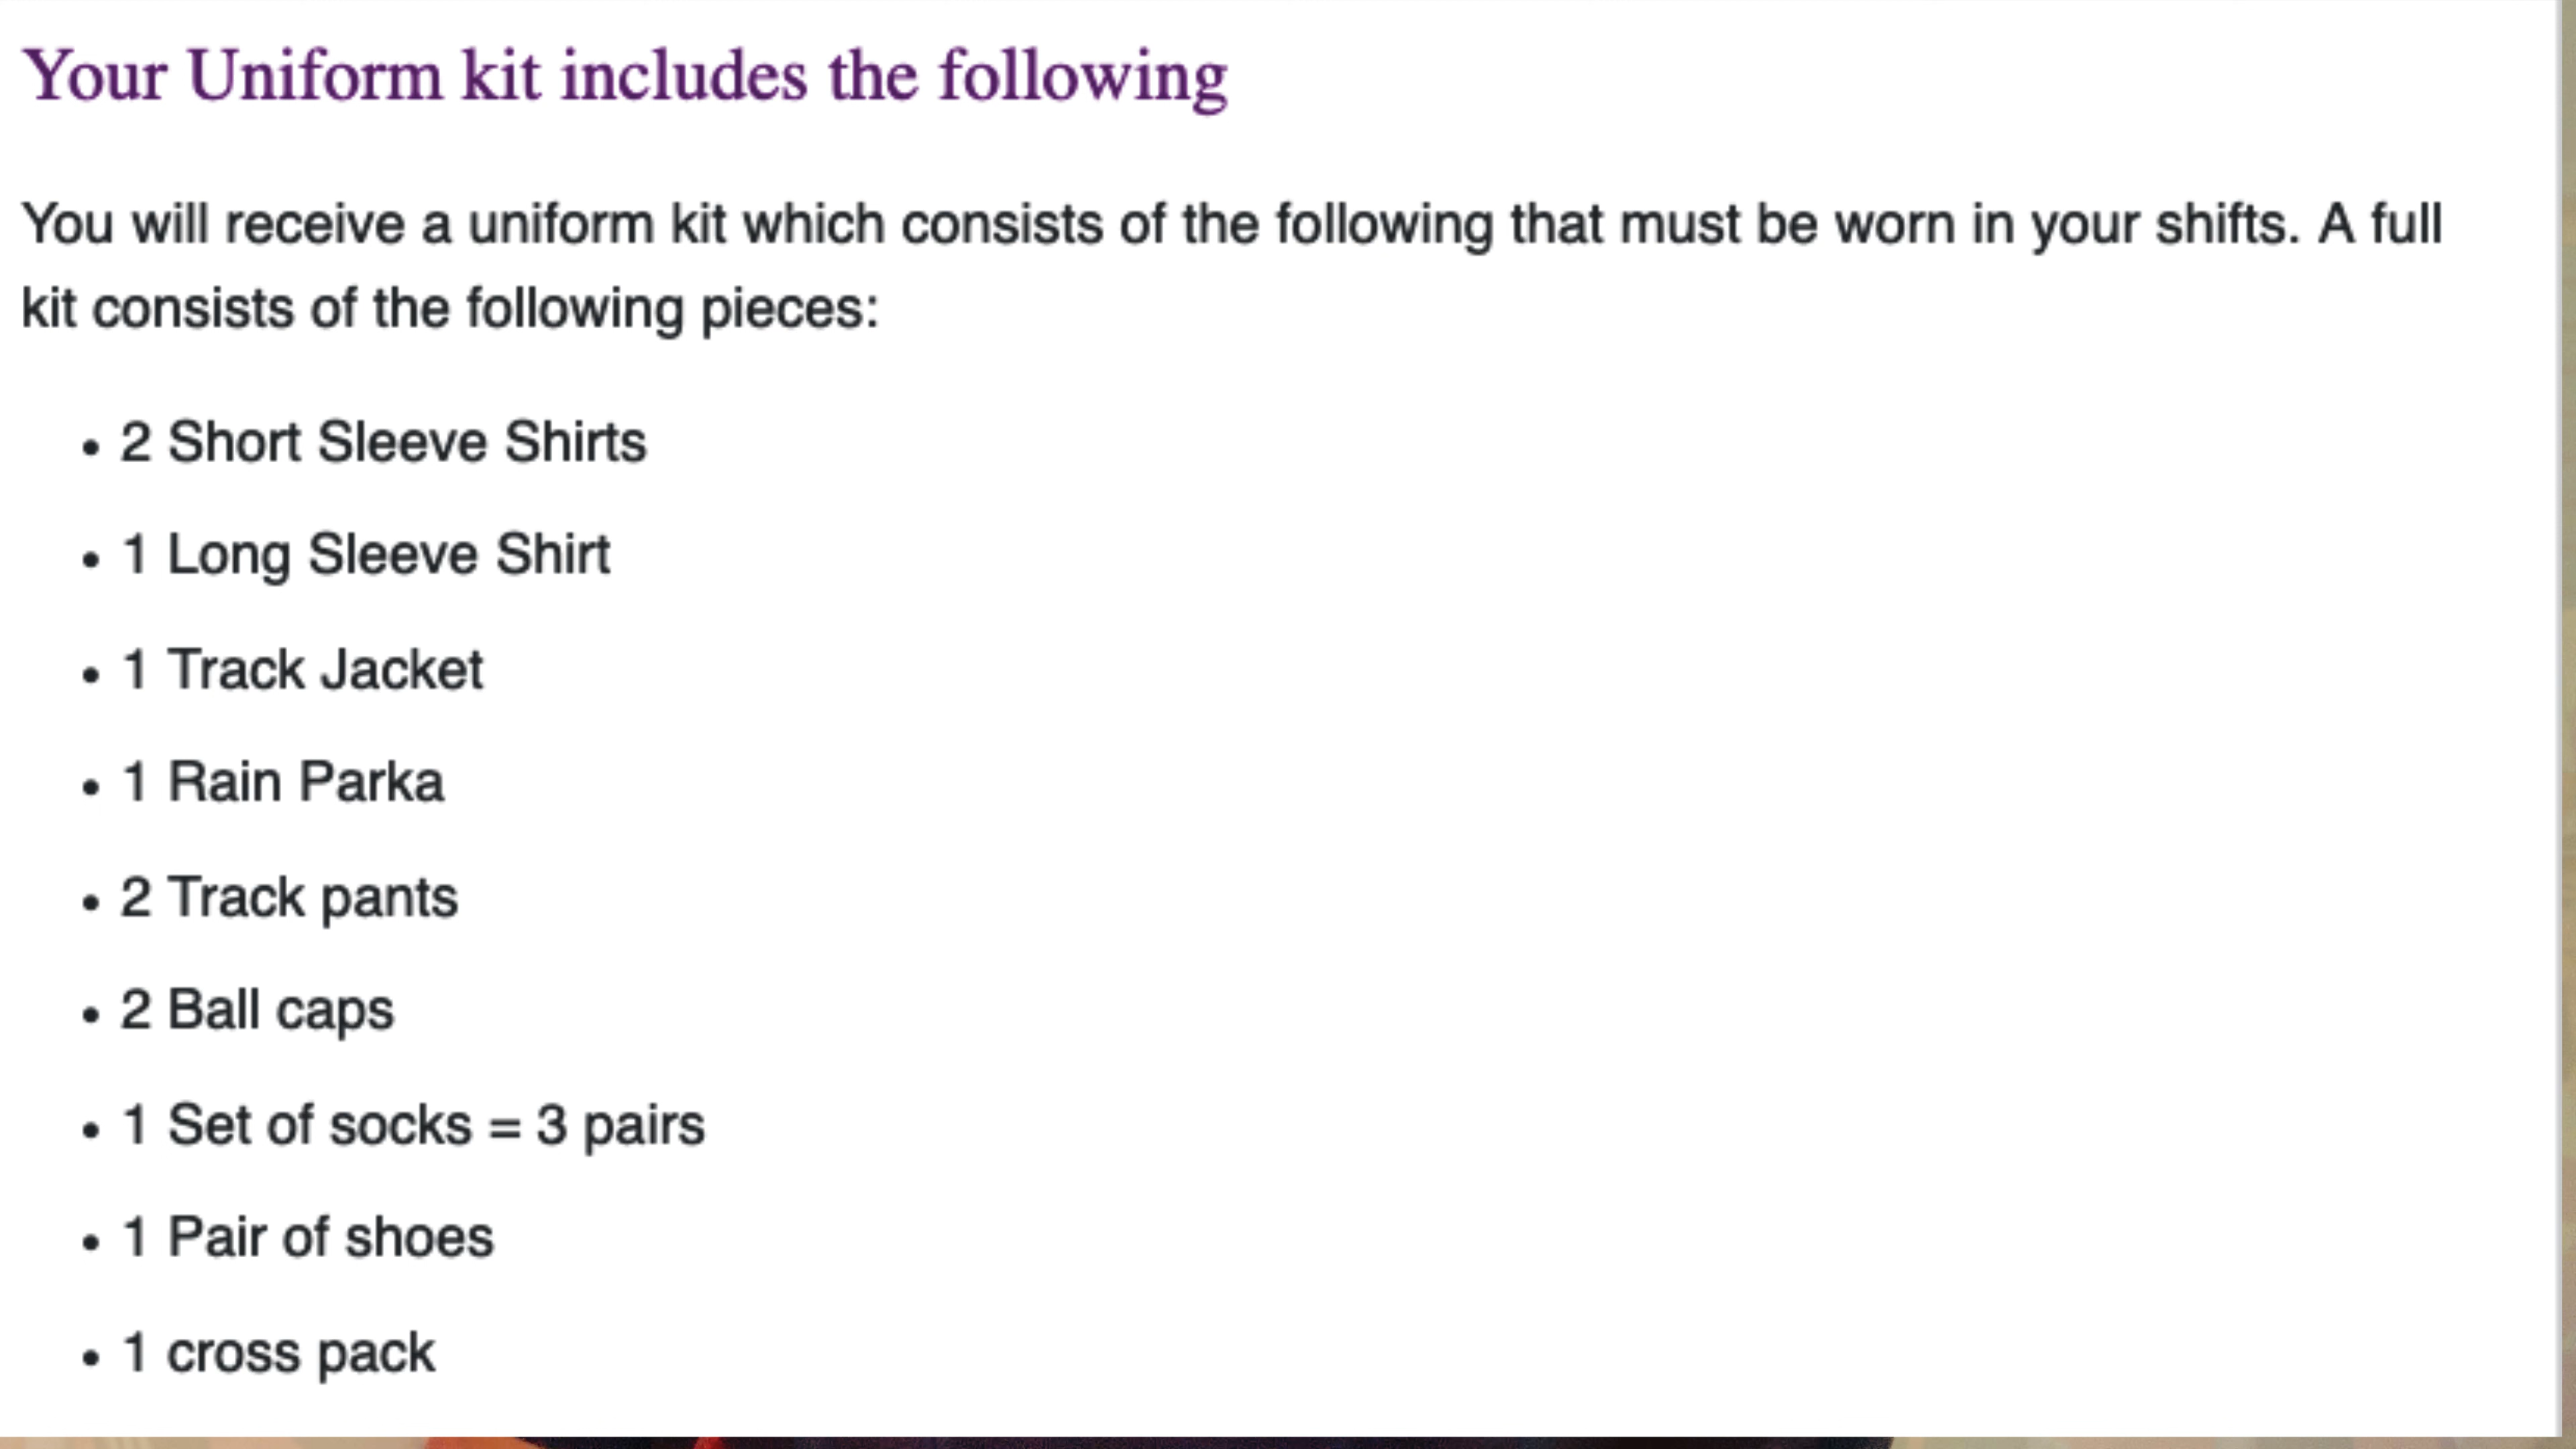 Your Uniform kit includes the following
You will receive a uniform kit which consists of the following that must be worn in your shifts. A full
kit consists of the following pieces:
• 2 Short Sleeve Shirts
• 1 Long Sleeve Shirt
• 1 Track Jacket
• 1 Rain Parka
• 2 Track pants
• 2 Ball caps
• 1 Set of socks = 3 pairs
• 1 Pair of shoes
• 1 cross pack